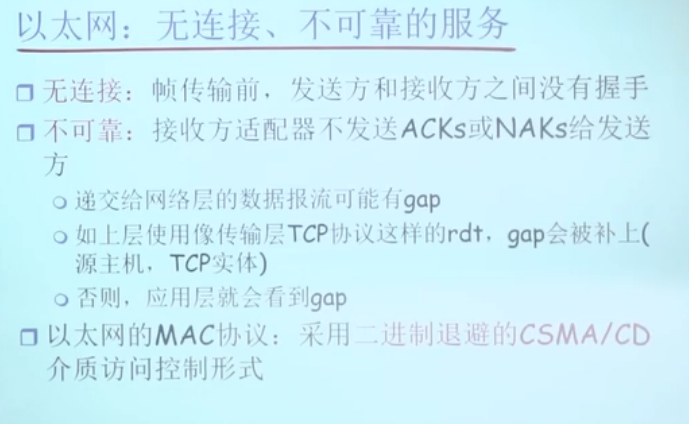 以太网：无连接、不可靠的服务
无连接：帧传输前，发送方和接收方之间没有握手
不可靠：接收方适配器不发送ACKs或NAKs给发送
方
递交给网络层的数据报流可能有gap
如上层使用像传输层TCP协议这样的rdt，gap会被补上(
源主机，TCP实体)
否则，应用层就会看到gap
以太网的MAC协议：采用二进制退避的CSMA/CD
介质访问控制形式